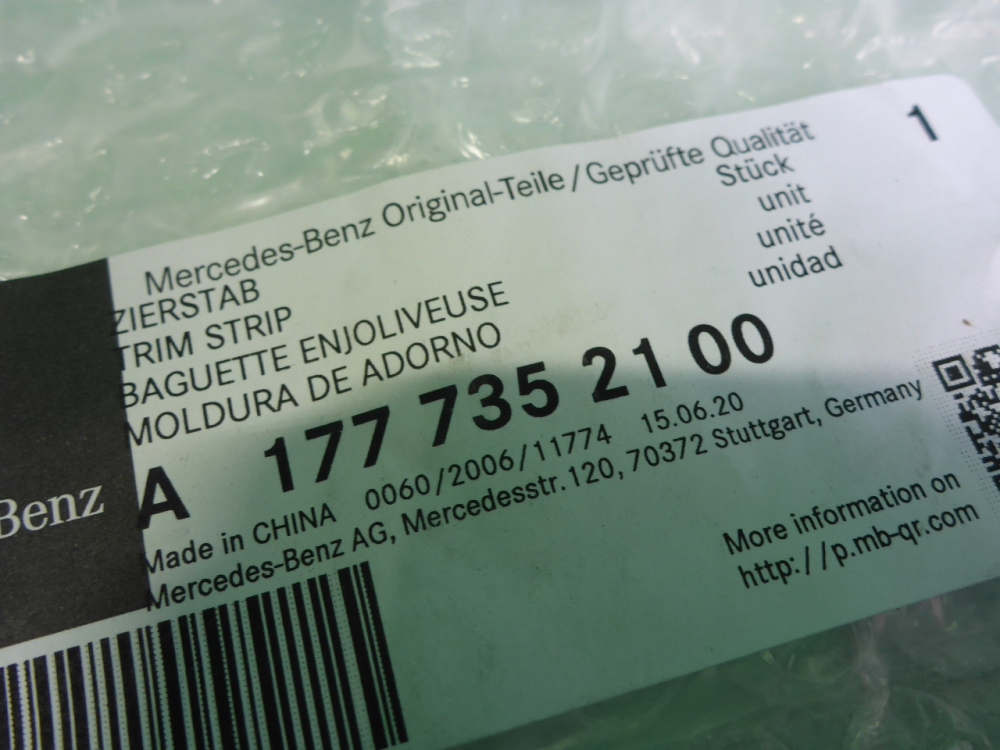 Mercedes-Benz Original-Teile/Geprüfte Qualität
1
Stück
unit
unité
unidad
ZIERSTAB
TRIM STRIP
BAGUETTE ENJOLIVEUSE
MOLDURA DE ADORNO
A 177 735 21 00
Made in CHINA 0060/2006/11774 15.06.20
Mercedes-Benz AG, Mercedesstr.120, 70372 Stuttgart, Germany
Benz
More information on
http://p.mb-qr.com